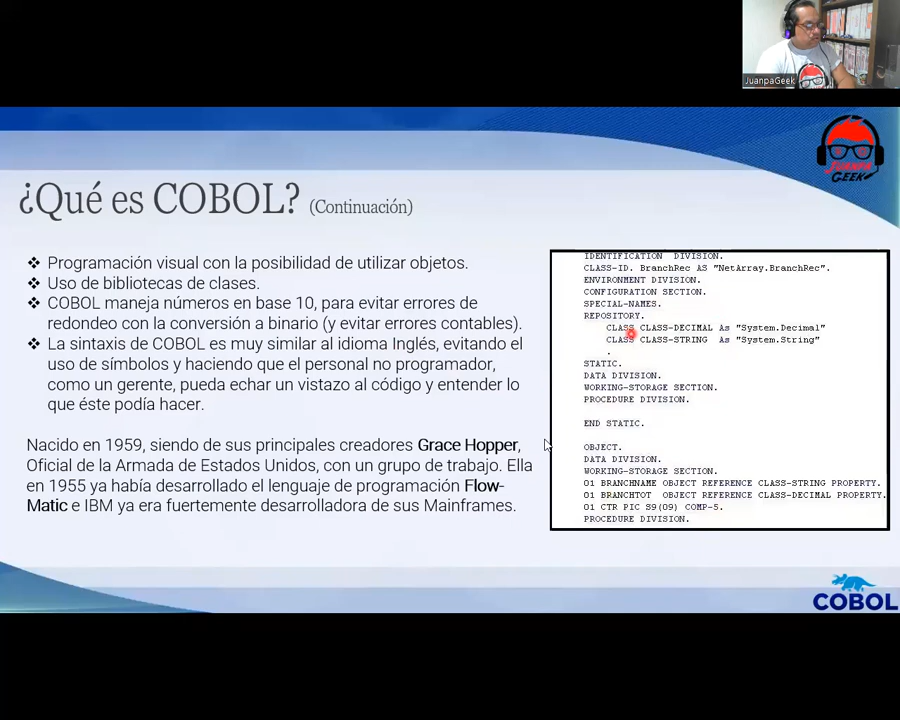 JuanpaGeek
JUANPA
GEEK
¿Qué es COBOL? (Continuación)
❖ Programación visual con la posibilidad de utilizar objetos.
❖ Uso de bibliotecas de clases.
❖ COBOL maneja números en base 10, para evitar errores de
redondeo con la conversión a binario (y evitar errores contables).
❖ La sintaxis de COBOL es muy similar al idioma Inglés, evitando el
uso de símbolos y haciendo que el personal no programador,
como un gerente, pueda echar un vistazo al código y entender lo
que éste podía hacer.
Nacido en 1959, siendo de sus principales creadores Grace Hopper,
Oficial de la Armada de Estados Unidos, con un grupo de trabajo. Ella
en 1955 ya había desarrollado el lenguaje de programación Flow-
Matic e IBM ya era fuertemente desarrolladora de sus Mainframes.
IDENTIFICATION DIVISION.
CLASS-ID. BranchRec AS "NetArray.BranchRec".
ENVIRONMENT DIVISION.
CONFIGURATION SECTION.
SPECIAL-NAMES.
REPOSITORY.
CLASS CLASS-DECIMAL As "System.Decimal"
CLASS CLASS-STRING As "System.String"
.
STATIC.
DATA DIVISION.
WORKING-STORAGE SECTION.
PROCEDURE DIVISION.
END STATIC.
OBJECT.
DATA DIVISION.
WORKING-STORAGE SECTION.
01 BRANCHNAME OBJECT REFERENCE CLASS-STRING PROPERTY.
01 BRANCHTOT OBJECT REFERENCE CLASS-DECIMAL PROPERTY.
01 CTR PIC S9(09) COMP-5.
PROCEDURE DIVISION.
COBOL